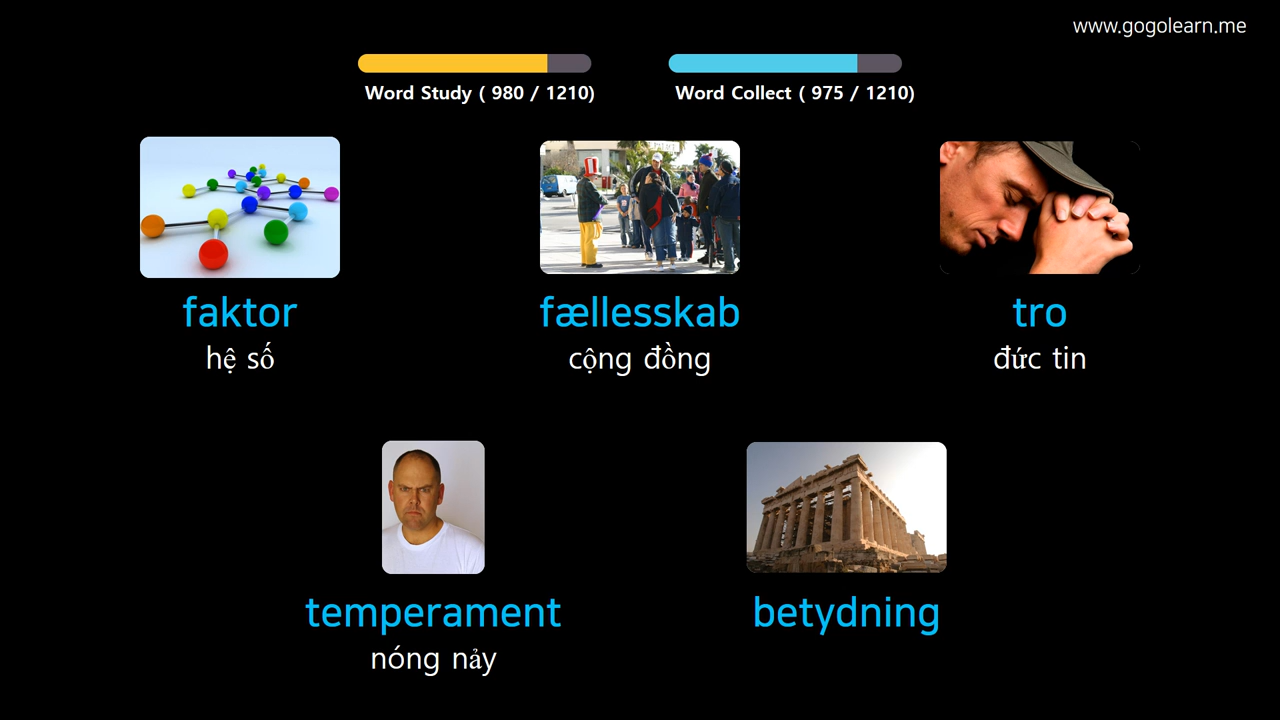 www.gogolearn.me
Word Study ( 980 / 1210)
Word Collect ( 975 / 1210)
faktor
hệ số
fællesskab
cộng đồng
tro
đức tin
temperament
nóng nảy
betydning